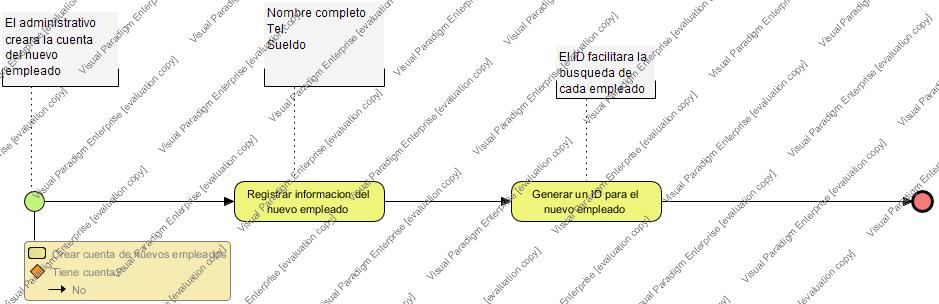 El administrativo
creara la cuenta
del nuevo
empleado
Nombre completo
Tel:
Sueldo
El ID facilitara la
busqueda de
cada empleado
Registrar informacion del
nuevo empleado
Generar un ID para el
nuevo empleado
Crear cuenta de nuevos empleados
Tiene cuenta?
No
Visual Paradigm Enterprise [evaluation copy]